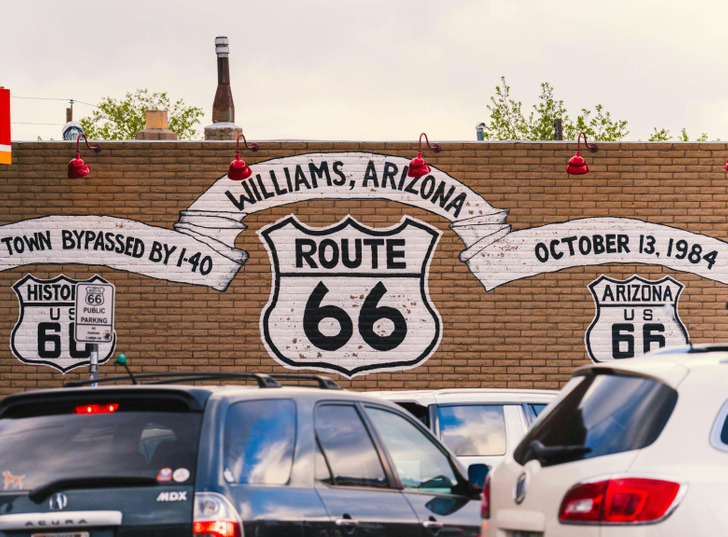 WILLIAMS, ARIZONA
TOWN BYPASSED BY I-40
OCTOBER 13, 1984
ROUTE
66
HISTO
US
66
PUBLIC
PARKING
ARIZONA
US
66
MDX
ACURA